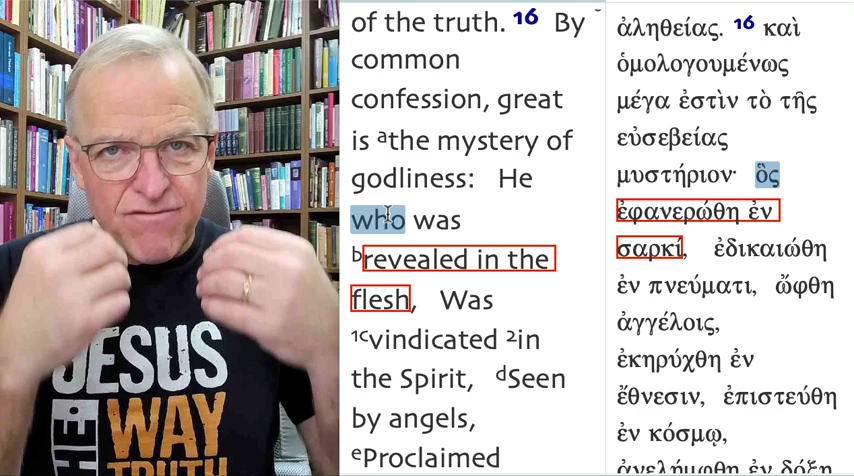 JESUS
THE WAY
TRUTH
of the truth. 16 By
common
confession, great
is athe mystery of
godliness: He
who was
brevealed in the
flesh, Was
1cvindicated 2in
the Spirit, dSeen
by angels,
eProclaimed
ἀληθείας. 16 καὶ
ὁμολογουμένως
μέγα ἐστὶν τὸ τῆς
εὐσεβείας
μυστήριον· ὃς
ἐφανερώθη ἐν
σαρκί, ἐδικαιώθη
ἐν πνεύματι, ὤφθη
ἀγγέλοις,
ἐκηρύχθη ἐν
ἔθνεσιν, ἐπιστεύθη
ἐν κόσμῳ,
ἀνελήμφθη ἐν δόξῃ